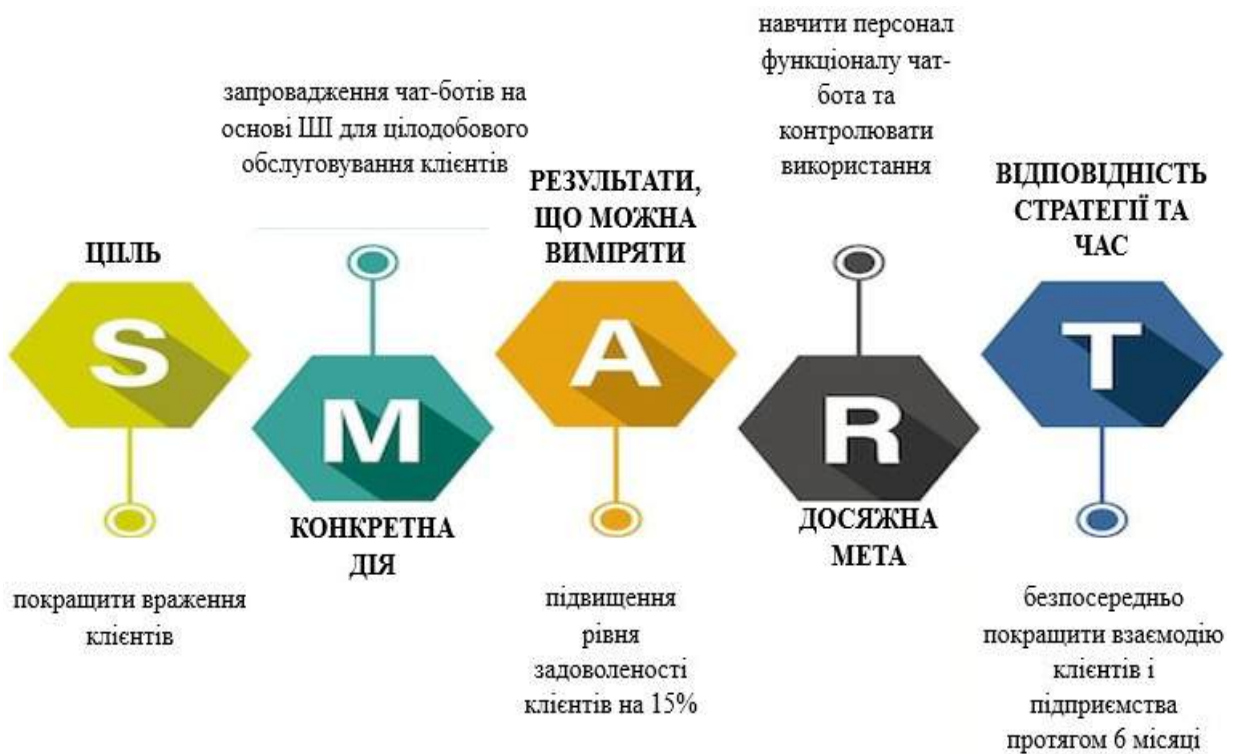 ЦІЛЬ
S
покращити враження
клієнтів
запровадження чат-ботів на
основі ШІ для цілодобового
обслуговування клієнтів
M
КОНКРЕТНА
ДІЯ
РЕЗУЛЬТАТИ,
ЩО МОЖНА
ВИМІРЯТИ
A
підвищення
рівня
задоволеності
клієнтів на 15%
навчити персонал
функціоналу чат-
бота та
контролювати
використання
R
ДОСЯЖНА
МЕТА
ВІДПОВІДНІСТЬ
СТРАТЕГІЇ ТА
ЧАС
T
безпосередньо
покращити взаємодію
клієнтів і
підприємства
протягом 6 місяці